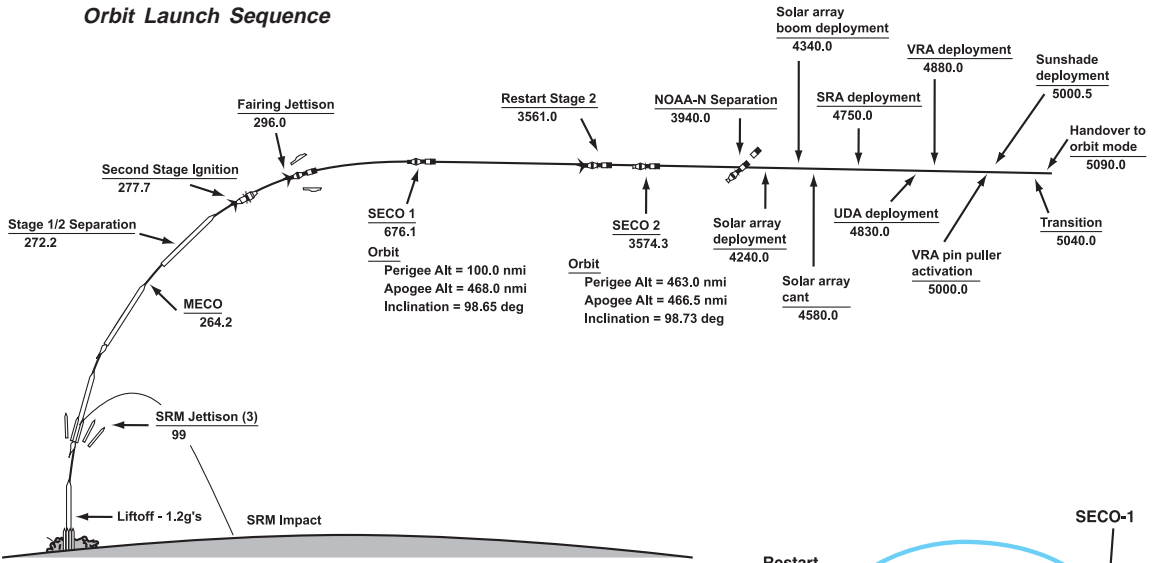 Orbit Launch Sequence
Solar array
boom deployment
4340.0
VRA deployment
4880.0
Sunshade
deployment
5000.5
Fairing Jettison
296.0
Restart Stage 2
3561.0
NOAA-N Separation
3940.0
SRA deployment
4750.0
Handover to
orbit mode
5090.0
Second Stage Ignition
277.7
Stage 1/2 Separation
272.2
SECO 1
676.1
Orbit
Perigee Alt = 100.0 nmi
Apogee Alt = 468.0 nmi
Inclination = 98.65 deg
SECO 2
3574.3
Orbit
Perigee Alt = 463.0 nmi
Apogee Alt = 466.5 nmi
Inclination = 98.73 deg
Solar array
deployment
4240.0
Solar array
cant
4580.0
UDA deployment
4830.0
VRA pin puller
activation
5000.0
Transition
5040.0
MECO
264.2
SRM Jettison (3)
99
Liftoff - 1.2g's
SRM Impact
SECO-1
Restart